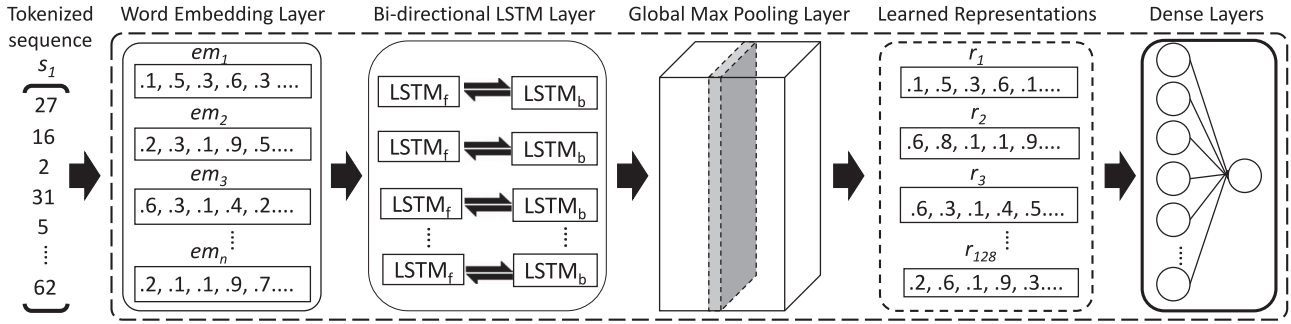 Tokenized sequence
s1
27
16
2
31
5
62
Word Embedding Layer
em1
.1, .5, .3, .6, .3 ....
em2
.2, .3, .1, .9, .5....
em3
.6, .3, .1, .4, .2....
emn
.2, .1, .1, .9, .7....
Bi-directional LSTM Layer
LSTMf LSTMb
LSTMf LSTMb
LSTMf LSTMb
LSTMf LSTMb
Global Max Pooling Layer
Learned Representations
r1
.1, .5, .3, .6, .1....
r2
.6, .8, .1, .1, .9....
r3
.6, .3, .1, .4, .5....
r128
.2, .6, .1, .9, .3....
Dense Layers